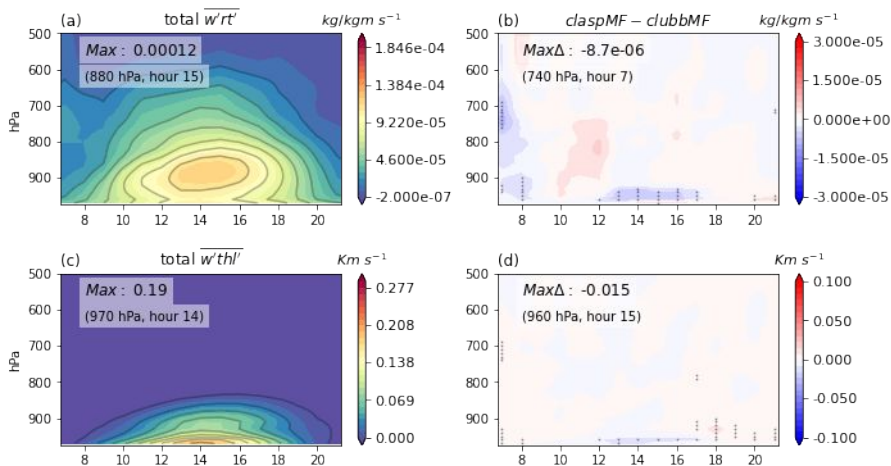 (a) total w'rt' kg/kgm s⁻¹
500
600
700
800
900
hPa
Max : 0.00012
(880 hPa, hour 15)
8 10 12 14 16 18 20
1.846e-04
1.384e-04
9.220e-05
4.600e-05
-2.000e-07
(b) claspMF − clubbMF kg/kgm s⁻¹
500
600
700
800
900
MaxΔ : -8.7e-06
(740 hPa, hour 7)
8 10 12 14 16 18 20
3.000e-05
1.500e-05
0.000e+00
-1.500e-05
-3.000e-05
(c) total w'thl' Km s⁻¹
500
600
700
800
900
hPa
Max : 0.19
(970 hPa, hour 14)
8 10 12 14 16 18 20
0.277
0.208
0.138
0.069
0.000
(d) Km s⁻¹
500
600
700
800
900
MaxΔ : -0.015
(960 hPa, hour 15)
8 10 12 14 16 18 20
0.100
0.050
0.000
-0.050
-0.100